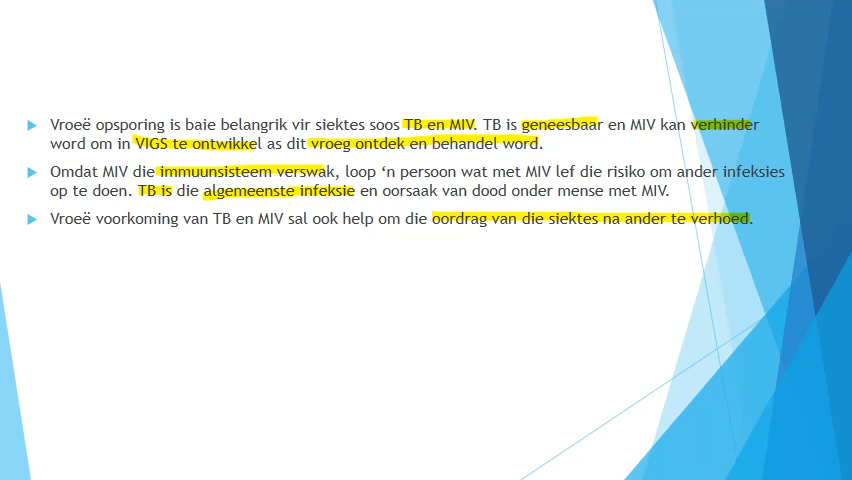 Vroeë opsporing is baie belangrik vir siektes soos TB en MIV. TB is geneesbaar en MIV kan verhinder
word om in VIGS te ontwikkel as dit vroeg ontdek en behandel word.
Omdat MIV die immuunsisteem verswak, loop ‘n persoon wat met MIV lef die risiko om ander infeksies
op te doen. TB is die algemeenste infeksie en oorsaak van dood onder mense met MIV.
Vroeë voorkoming van TB en MIV sal ook help om die oordrag van die siektes na ander te verhoed.